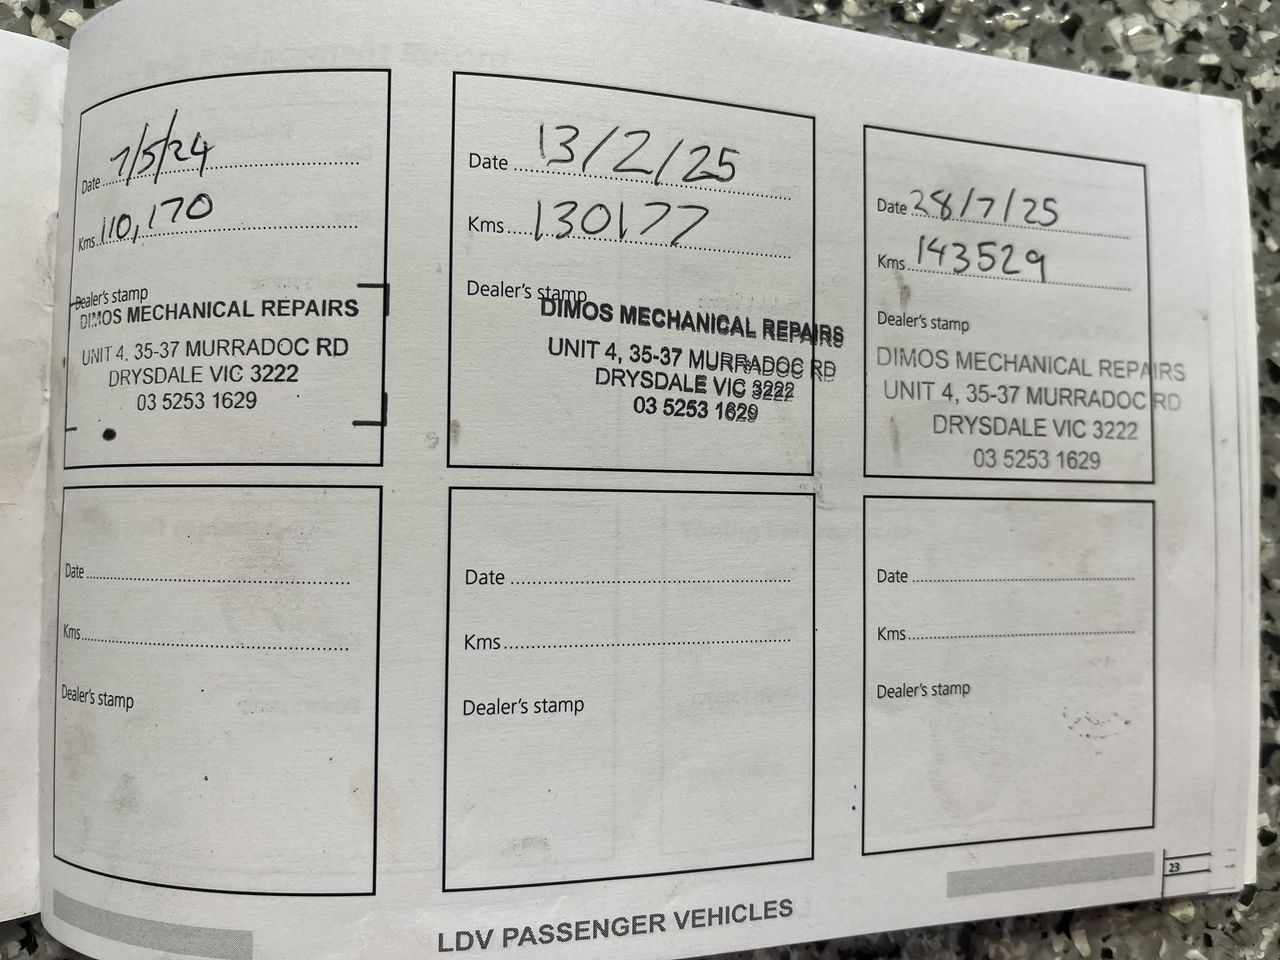 Date 7/5/24
Kms 110,170
Dealer's stamp
DIMOS MECHANICAL REPAIRS
UNIT 4, 35-37 MURRADOC RD
DRYSDALE VIC 3222
03 5253 1629
Date 13/2/25
Kms 130177
Dealer's stamp
DIMOS MECHANICAL REPAIRS
UNIT 4, 35-37 MURRADOC RD
DRYSDALE VIC 3222
03 5253 1629
Date 28/7/25
Kms 143529
Dealer's stamp
DIMOS MECHANICAL REPAIRS
UNIT 4, 35-37 MURRADOC RD
DRYSDALE VIC 3222
03 5253 1629
Date
Kms
Dealer's stamp
Date
Kms
Dealer's stamp
Date
Kms
Dealer's stamp
23
LDV PASSENGER VEHICLES